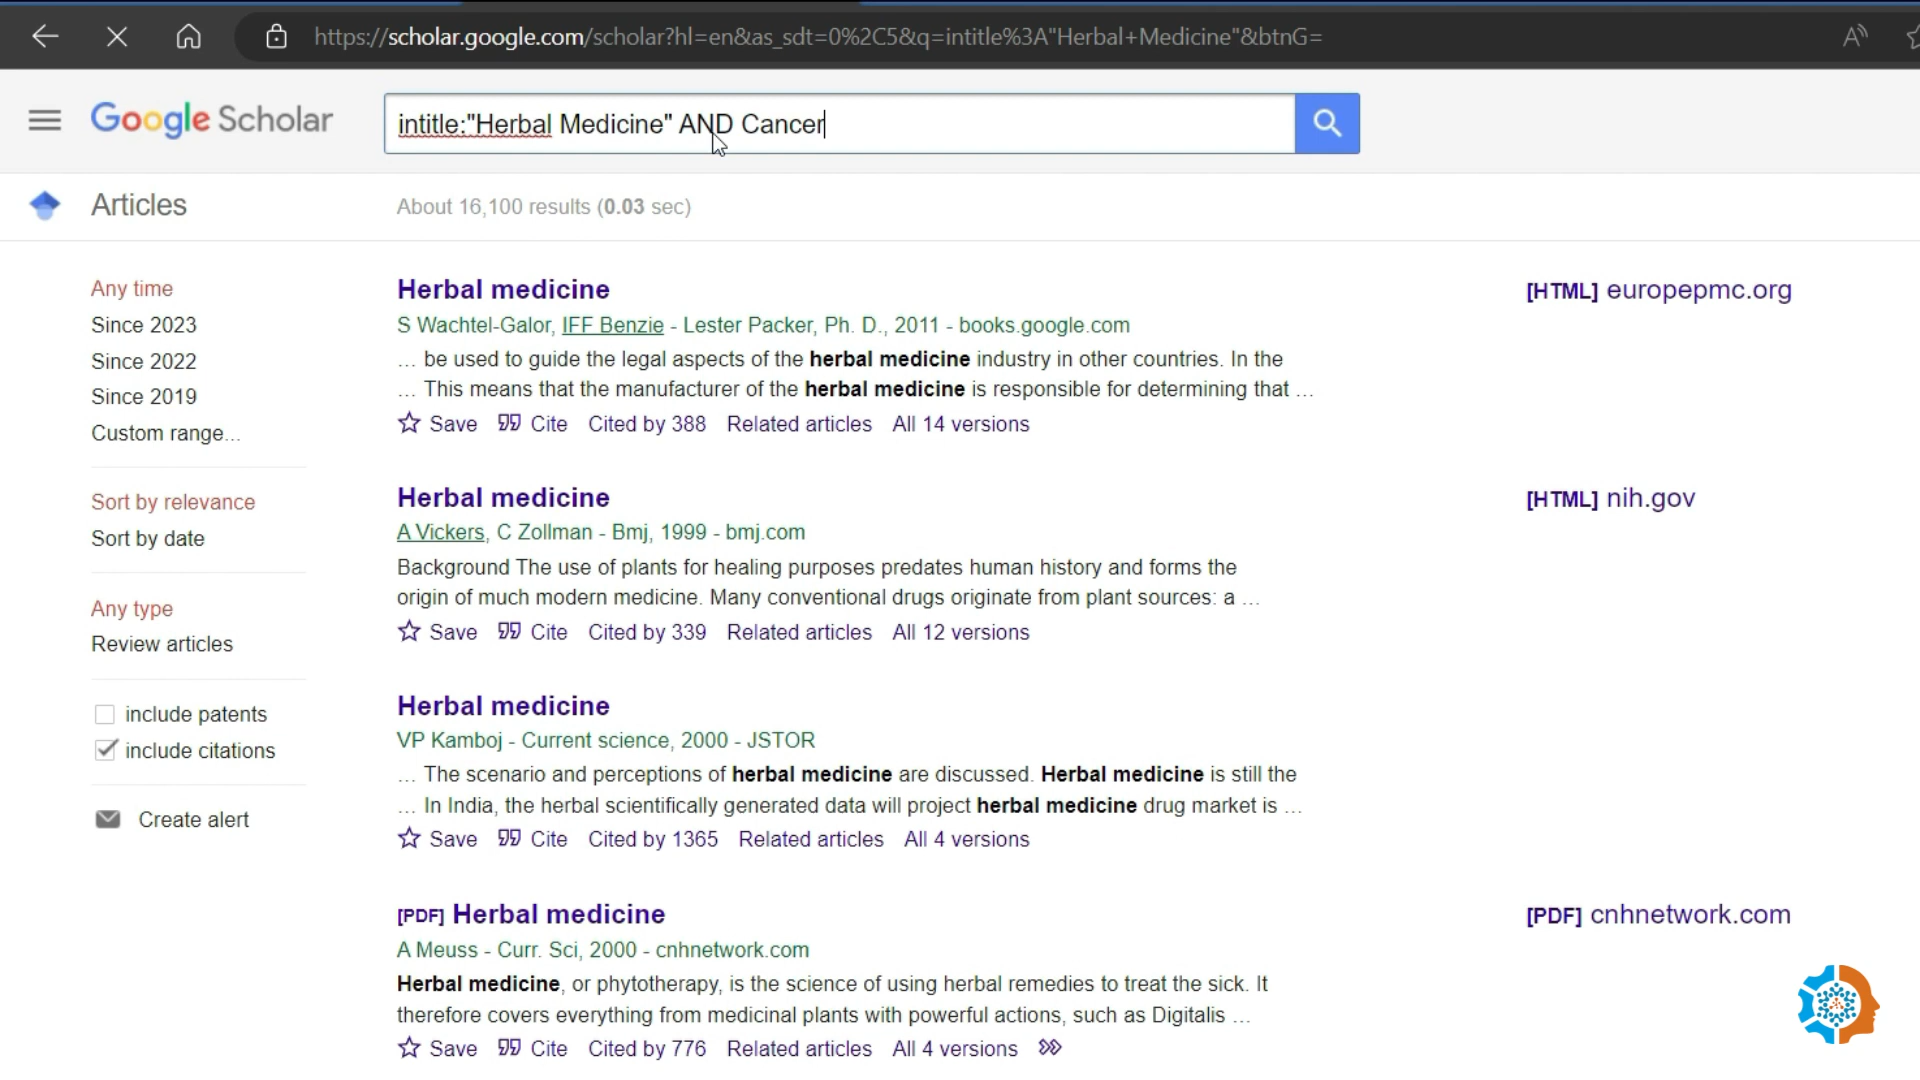 https://scholar.google.com/scholar?hl=en&as_sdt=0%2C5&q=intitle%3A"Herbal+Medicine"&btnG=
Google Scholar
intitle:"Herbal Medicine" AND Cancer
Articles
About 16,100 results (0.03 sec)
Any time
Since 2023
Since 2022
Since 2019
Custom range...
Sort by relevance
Sort by date
Any type
Review articles
include patents
include citations
Create alert
Herbal medicine
S Wachtel-Galor, IFF Benzie - Lester Packer, Ph. D., 2011 - books.google.com
... be used to guide the legal aspects of the herbal medicine industry in other countries. In the
... This means that the manufacturer of the herbal medicine is responsible for determining that ...
Save Cite Cited by 388 Related articles All 14 versions
[HTML] europepmc.org
Herbal medicine
A Vickers, C Zollman - Bmj, 1999 - bmj.com
Background The use of plants for healing purposes predates human history and forms the
origin of much modern medicine. Many conventional drugs originate from plant sources: a ...
Save Cite Cited by 339 Related articles All 12 versions
[HTML] nih.gov
Herbal medicine
VP Kamboj - Current science, 2000 - JSTOR
... The scenario and perceptions of herbal medicine are discussed. Herbal medicine is still the
... In India, the herbal scientifically generated data will project herbal medicine drug market is ...
Save Cite Cited by 1365 Related articles All 4 versions
[PDF] Herbal medicine
A Meuss - Curr. Sci, 2000 - cnhnetwork.com
Herbal medicine, or phytotherapy, is the science of using herbal remedies to treat the sick. It
therefore covers everything from medicinal plants with powerful actions, such as Digitalis ...
Save Cite Cited by 776 Related articles All 4 versions
[PDF] cnhnetwork.com